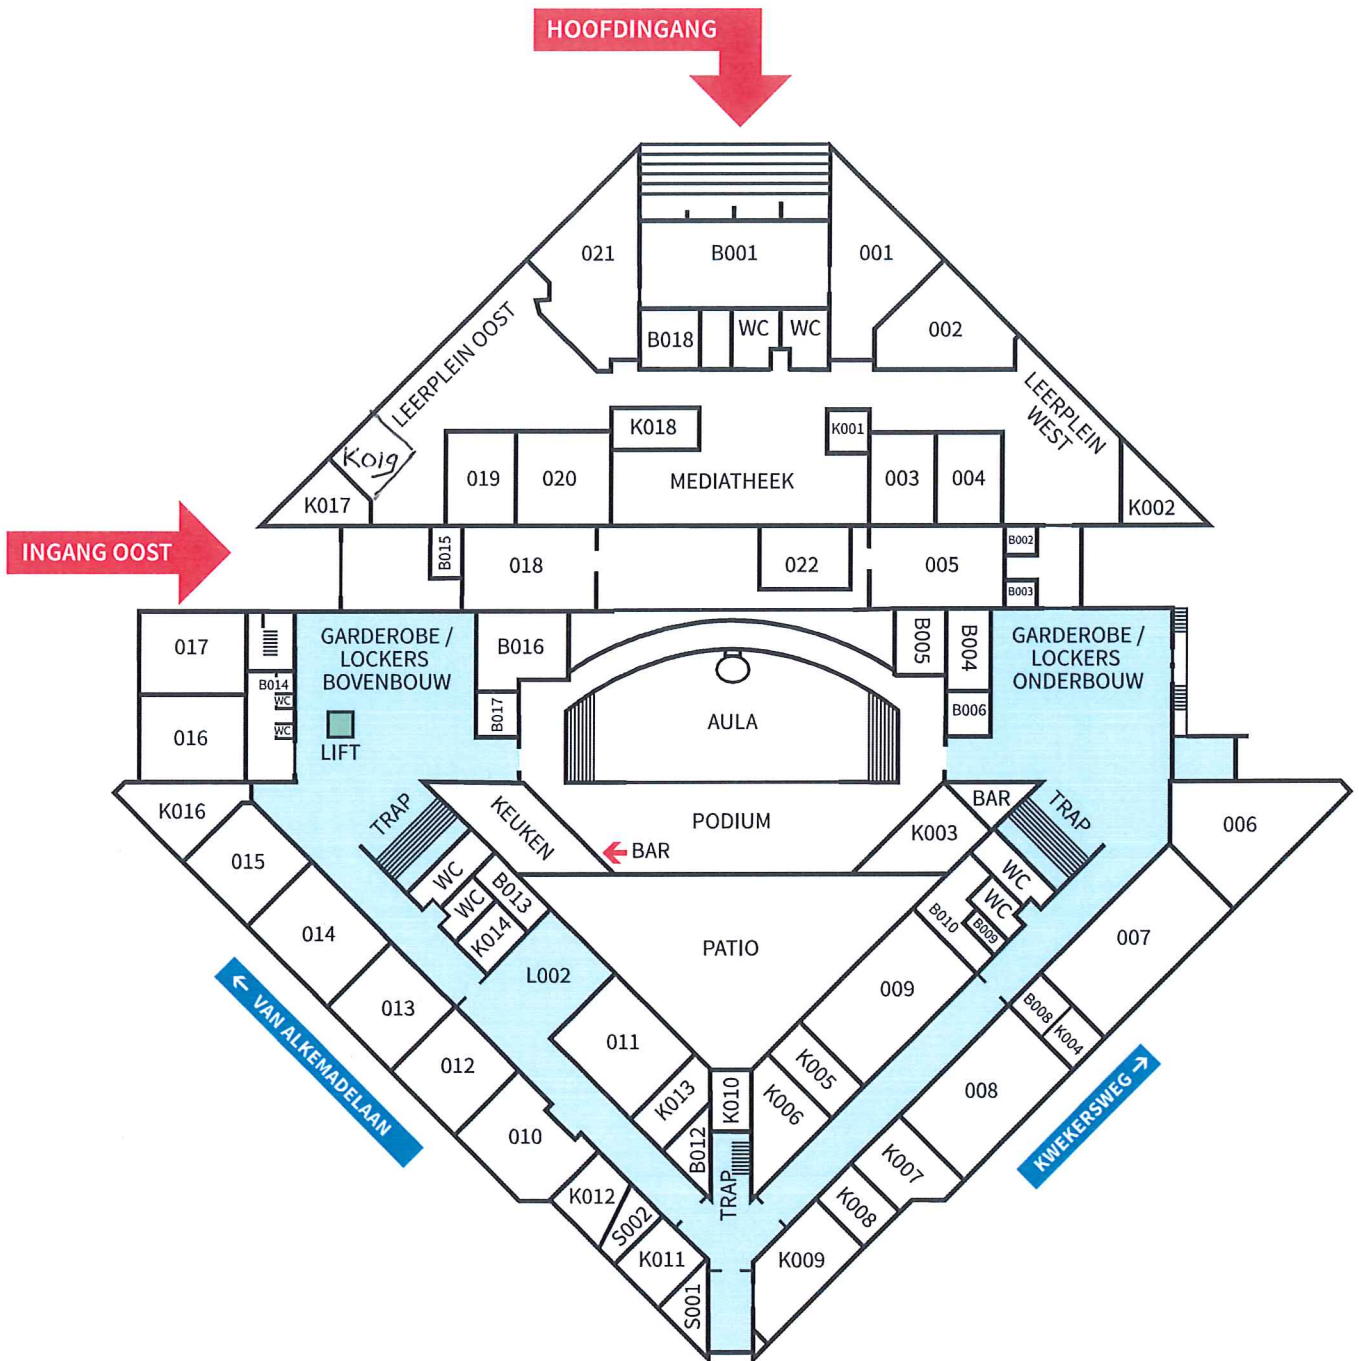 HOOFDINGANG
021
B001
001
002
B018
WC
WC
LEERPLEIN OOST
LEERPLEIN
WEST
K018
K001
K019
K017
019
020
MEDIATHEEK
003
004
K002
INGANG OOST
B015
018
022
005
B002
B003
017
GARDEROBE /
LOCKERS
BOVENBOUW
B016
B005
B004
GARDEROBE /
LOCKERS
ONDERBOUW
B014
WC
WC
016
LIFT
B017
AULA
B006
K016
TRAP
KEUKEN
PODIUM
BAR
K003
BAR
TRAP
006
015
WC
WC
B013
K014
WC
WC
B009
B010
014
L002
PATIO
007
← VAN ALKEMADELAAN
013
009
B008
K004
012
011
K005
008
KWEKERSWEG →
010
K013
K010
K006
B012
K007
TRAP
K012
S002
K008
K011
K009
S001